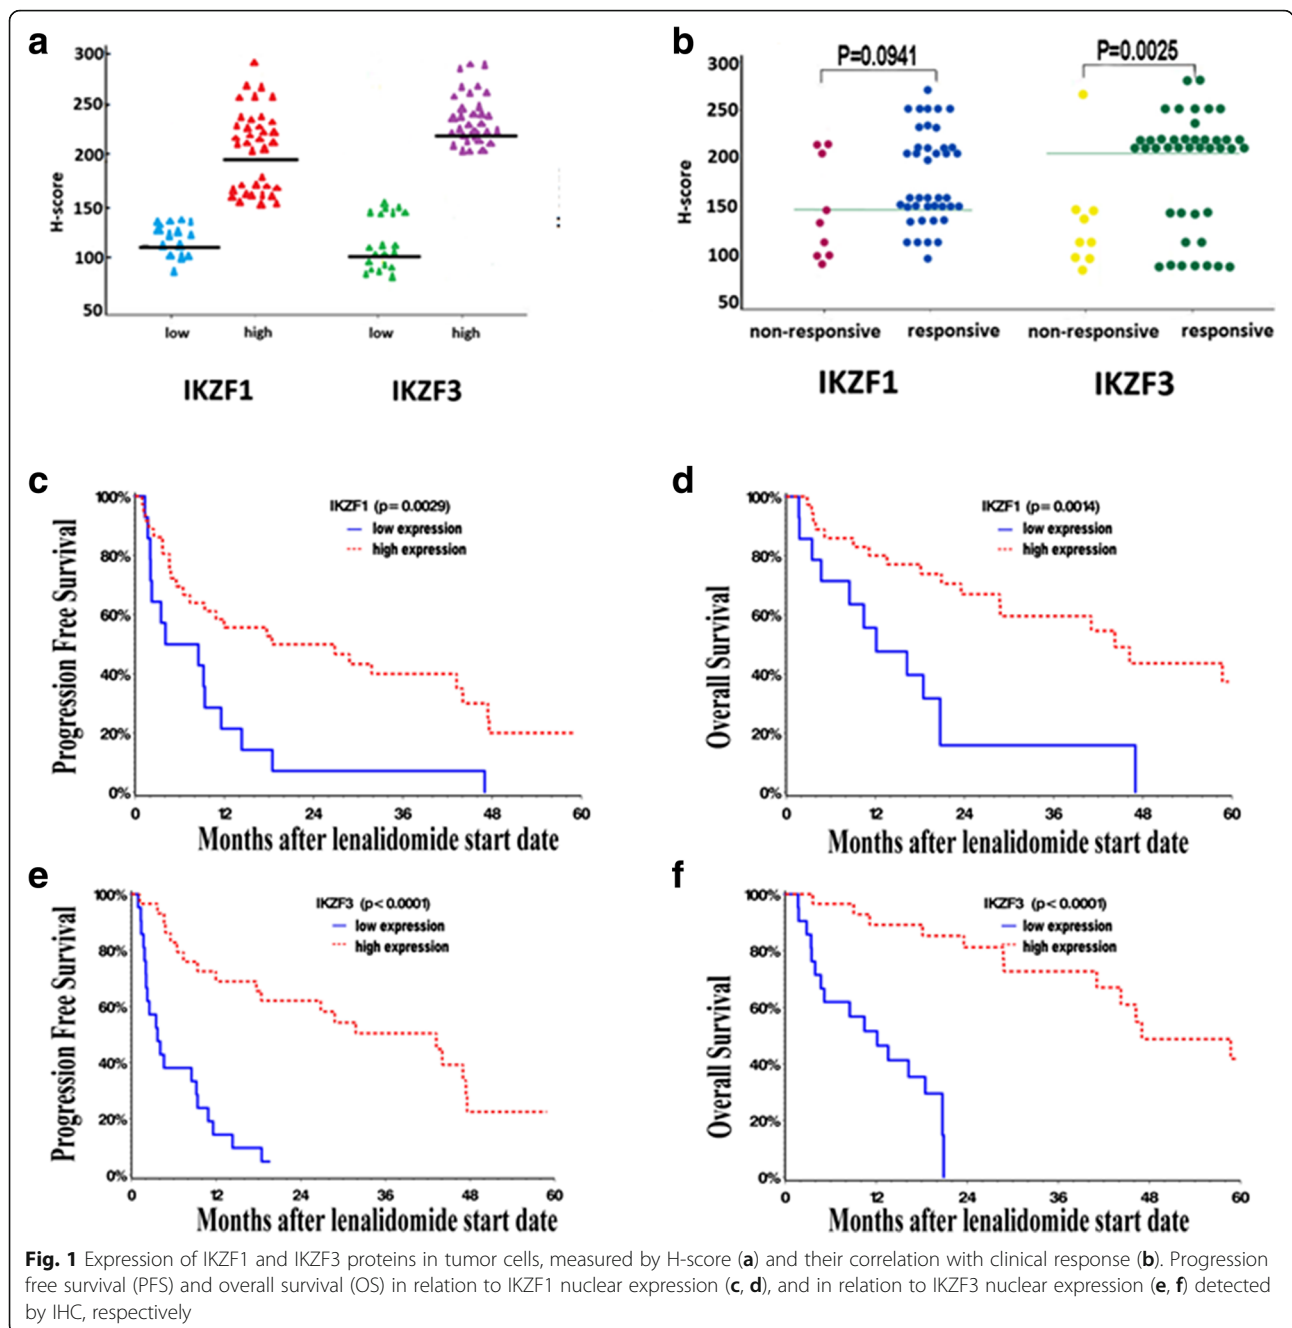 a
300
250
200
150
100
50
H-score
low
high
low
high
IKZF1
IKZF3
b
P=0.0941
P=0.0025
300
250
200
150
100
50
H-score
non-responsive
responsive
non-responsive
responsive
IKZF1
IKZF3
c
100%
80%
60%
40%
20%
0%
Progression Free Survival
IKZF1 (p=0.0029)
low expression
high expression
0 12 24 36 48 60
Months after lenalidomide start date
d
100%
80%
60%
40%
20%
0%
Overall Survival
IKZF1 (p=0.0014)
low expression
high expression
0 12 24 36 48 60
Months after lenalidomide start date
e
100%
80%
60%
40%
20%
0%
Progression Free Survival
IKZF3 (p<0.0001)
low expression
high expression
0 12 24 36 48 60
Months after lenalidomide start date
f
100%
80%
60%
40%
20%
0%
Overall Survival
IKZF3 (p<0.0001)
low expression
high expression
0 12 24 36 48 60
Months after lenalidomide start date
Fig. 1 Expression of IKZF1 and IKZF3 proteins in tumor cells, measured by H-score (a) and their correlation with clinical response (b). Progression
free survival (PFS) and overall survival (OS) in relation to IKZF1 nuclear expression (c, d), and in relation to IKZF3 nuclear expression (e, f) detected
by IHC, respectively